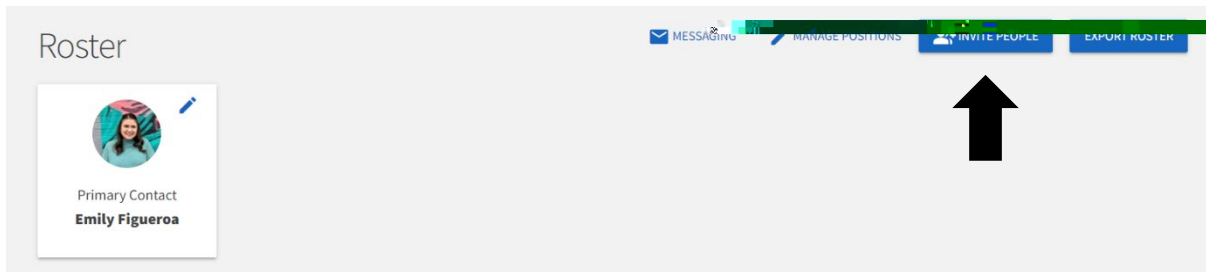 Roster
MESSAGING
MANAGE POSITIONS
INVITE PEOPLE
EXPORT ROSTER
Primary Contact
Emily Figueroa